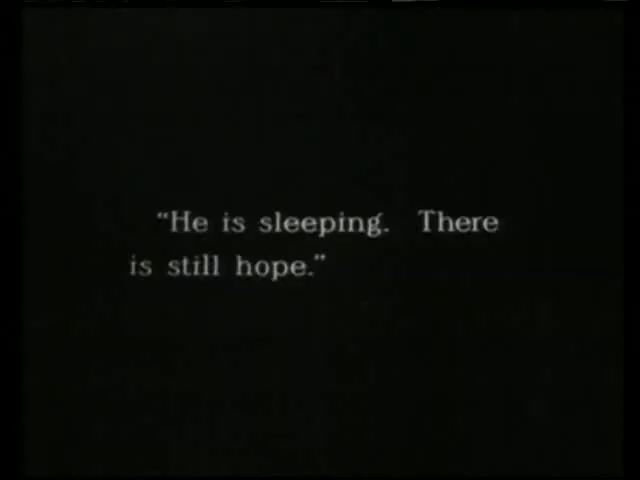 “He is sleeping.  There
is still hope.”